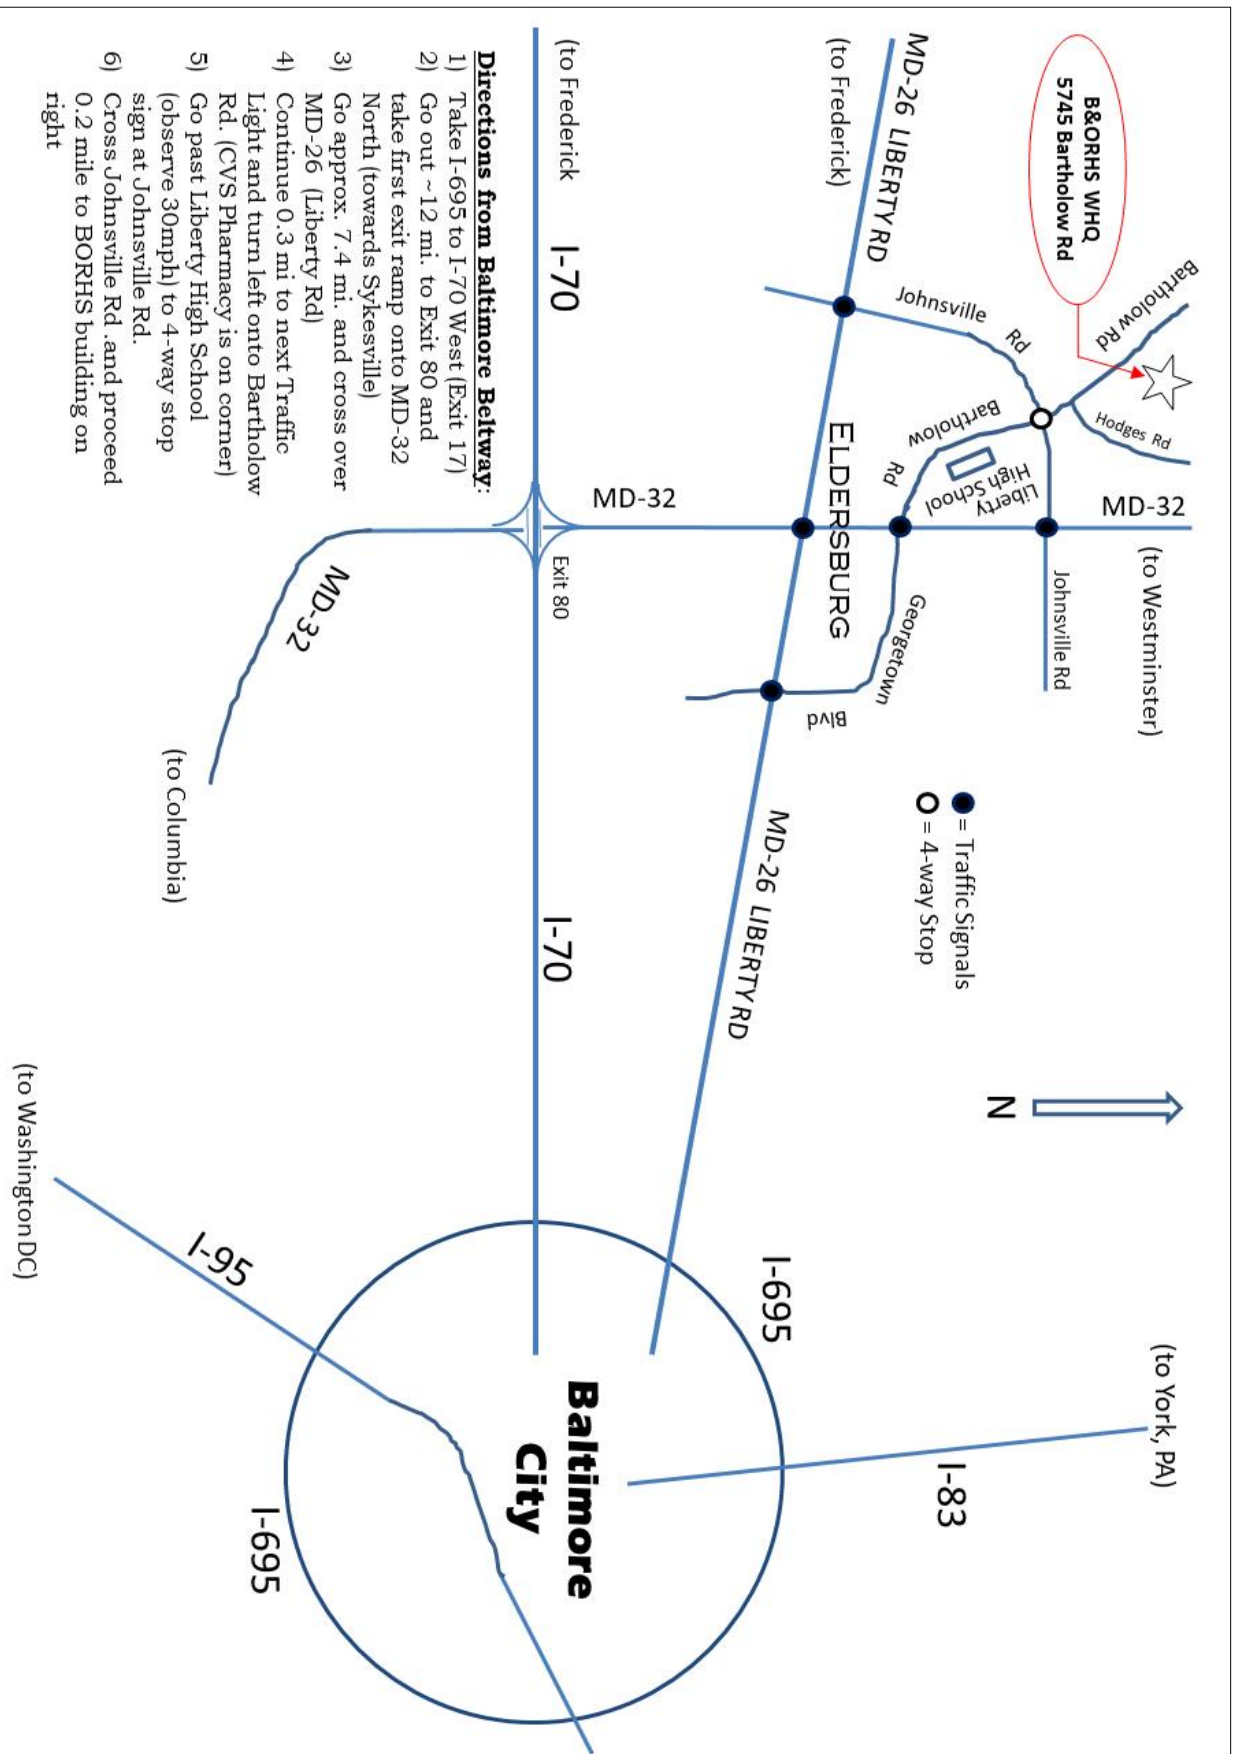 B&ORHS WHQ
5745 Bartholow Rd
Bartholow Rd
Hodges Rd
MD-32
(to Westminster)
(to York, PA)
Johnsville
Rd
Johnsville Rd
Bartholow
Rd
Liberty
High School
MD-26 LIBERTY RD
(to Frederick)
ELDERSBURG
Georgetown
Blvd
= Traffic Signals
= 4-way Stop
N
I-83
MD-26 LIBERTY RD
I-695
(to Frederick)
I-70
MD-32
Exit 80
I-70
Baltimore
City
Directions from Baltimore Beltway:
1) Take I-695 to I-70 West (Exit 17)
2) Go out ~12 mi. to Exit 80 and
take first exit ramp onto MD-32
North (towards Sykesville)
3) Go approx. 7.4 mi. and cross over
MD-26 (Liberty Rd)
4) Continue 0.3 mi to next Traffic
Light and turn left onto Bartholow
Rd. (CVS Pharmacy is on corner)
5) Go past Liberty High School
(observe 30mph) to 4-way stop
sign at Johnsville Rd.
6) Cross Johnsville Rd. and proceed
0.2 mile to BORHS building on
right
MD-32
(to Columbia)
I-95
I-695
(to Washington DC)